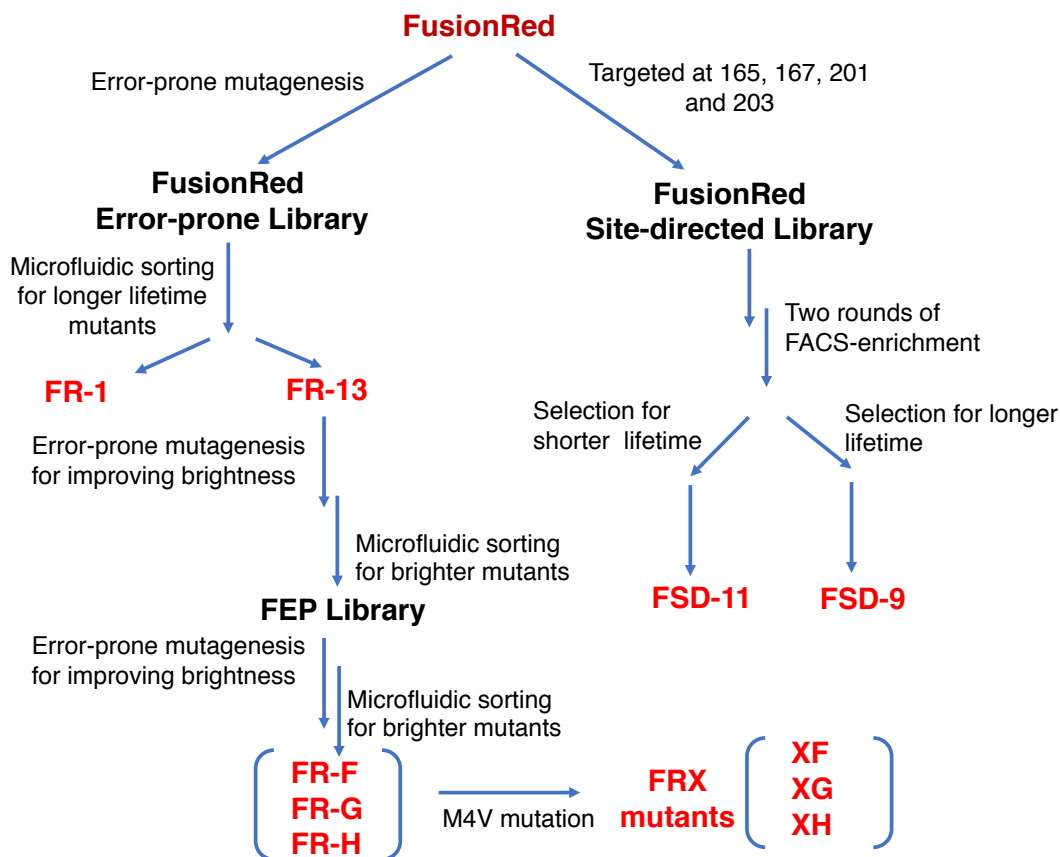 FusionRed
Error-prone mutagenesis
Targeted at 165, 167, 201
and 203
FusionRed
Error-prone Library
FusionRed
Site-directed Library
Microfluidic sorting
for longer lifetime
mutants
Two rounds of
FACS-enrichment
FR-1
FR-13
Selection for
shorter lifetime
Selection for longer
lifetime
Error-prone mutagenesis
for improving brightness
Microfluidic sorting
for brighter mutants
FSD-11
FSD-9
FEP Library
Error-prone mutagenesis
for improving brightness
Microfluidic sorting
for brighter mutants
FR-F
FR-G
FR-H
M4V mutation
FRX
mutants
XF
XG
XH